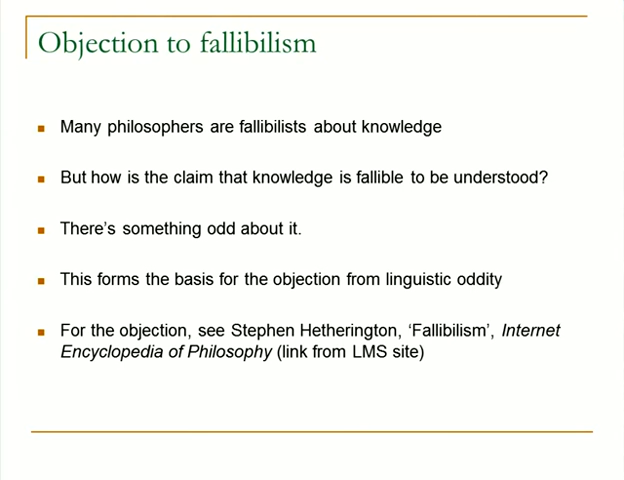 Objection to fallibilism
Many philosophers are fallibilists about knowledge
But how is the claim that knowledge is fallible to be understood?
There’s something odd about it.
This forms the basis for the objection from linguistic oddity
For the objection, see Stephen Hetherington, ‘Fallibilism’, Internet
Encyclopedia of Philosophy (link from LMS site)